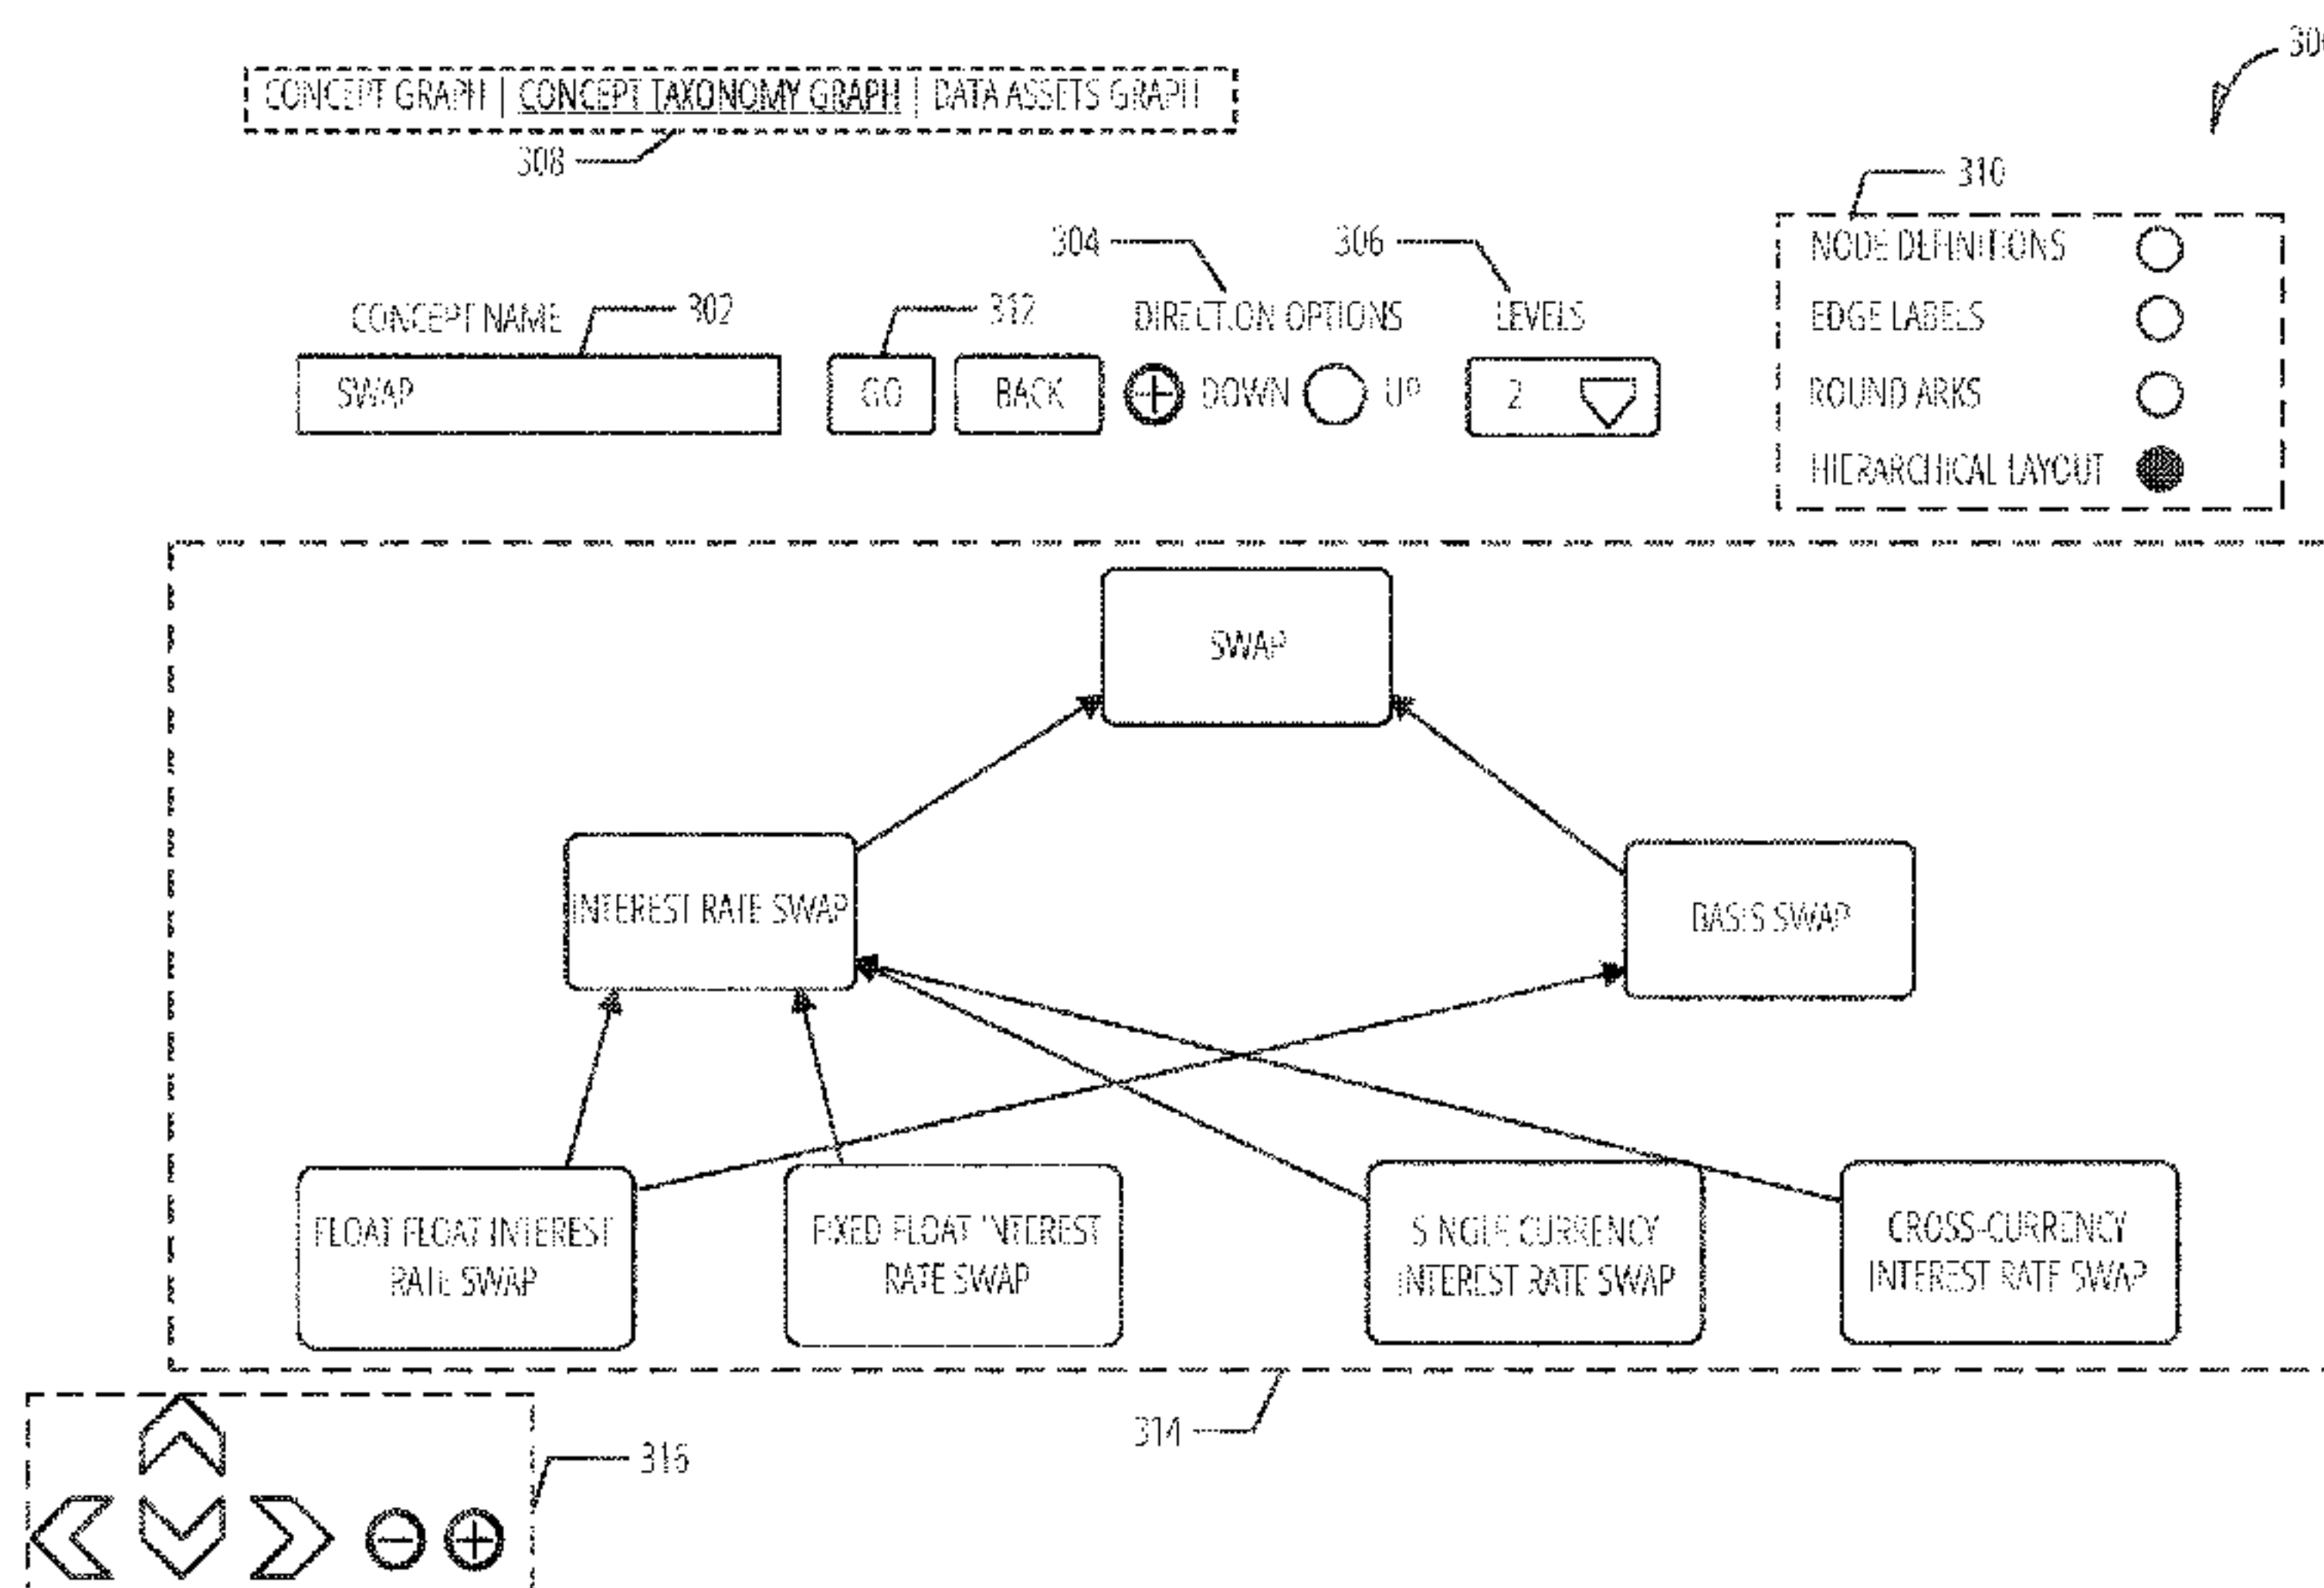 CONCEPT GRAPH | CONCEPT TAXONOMY GRAPH | DATA ASSETS GRAPH
308
310
304
306
NODE DEFINITIONS
EDGE LABELS
ROUND ARKS
HIERARCHICAL LAYOUT
CONCEPT NAME
302
312
DIRECTION OPTIONS
LEVELS
SWAP
GO
BACK
DOWN
UP
2
SWAP
INTEREST RATE SWAP
BASIS SWAP
FLOAT FLOAT INTEREST
RATE SWAP
FIXED FLOAT INTEREST
RATE SWAP
SINGLE CURRENCY
INTEREST RATE SWAP
CROSS-CURRENCY
INTEREST RATE SWAP
314
316